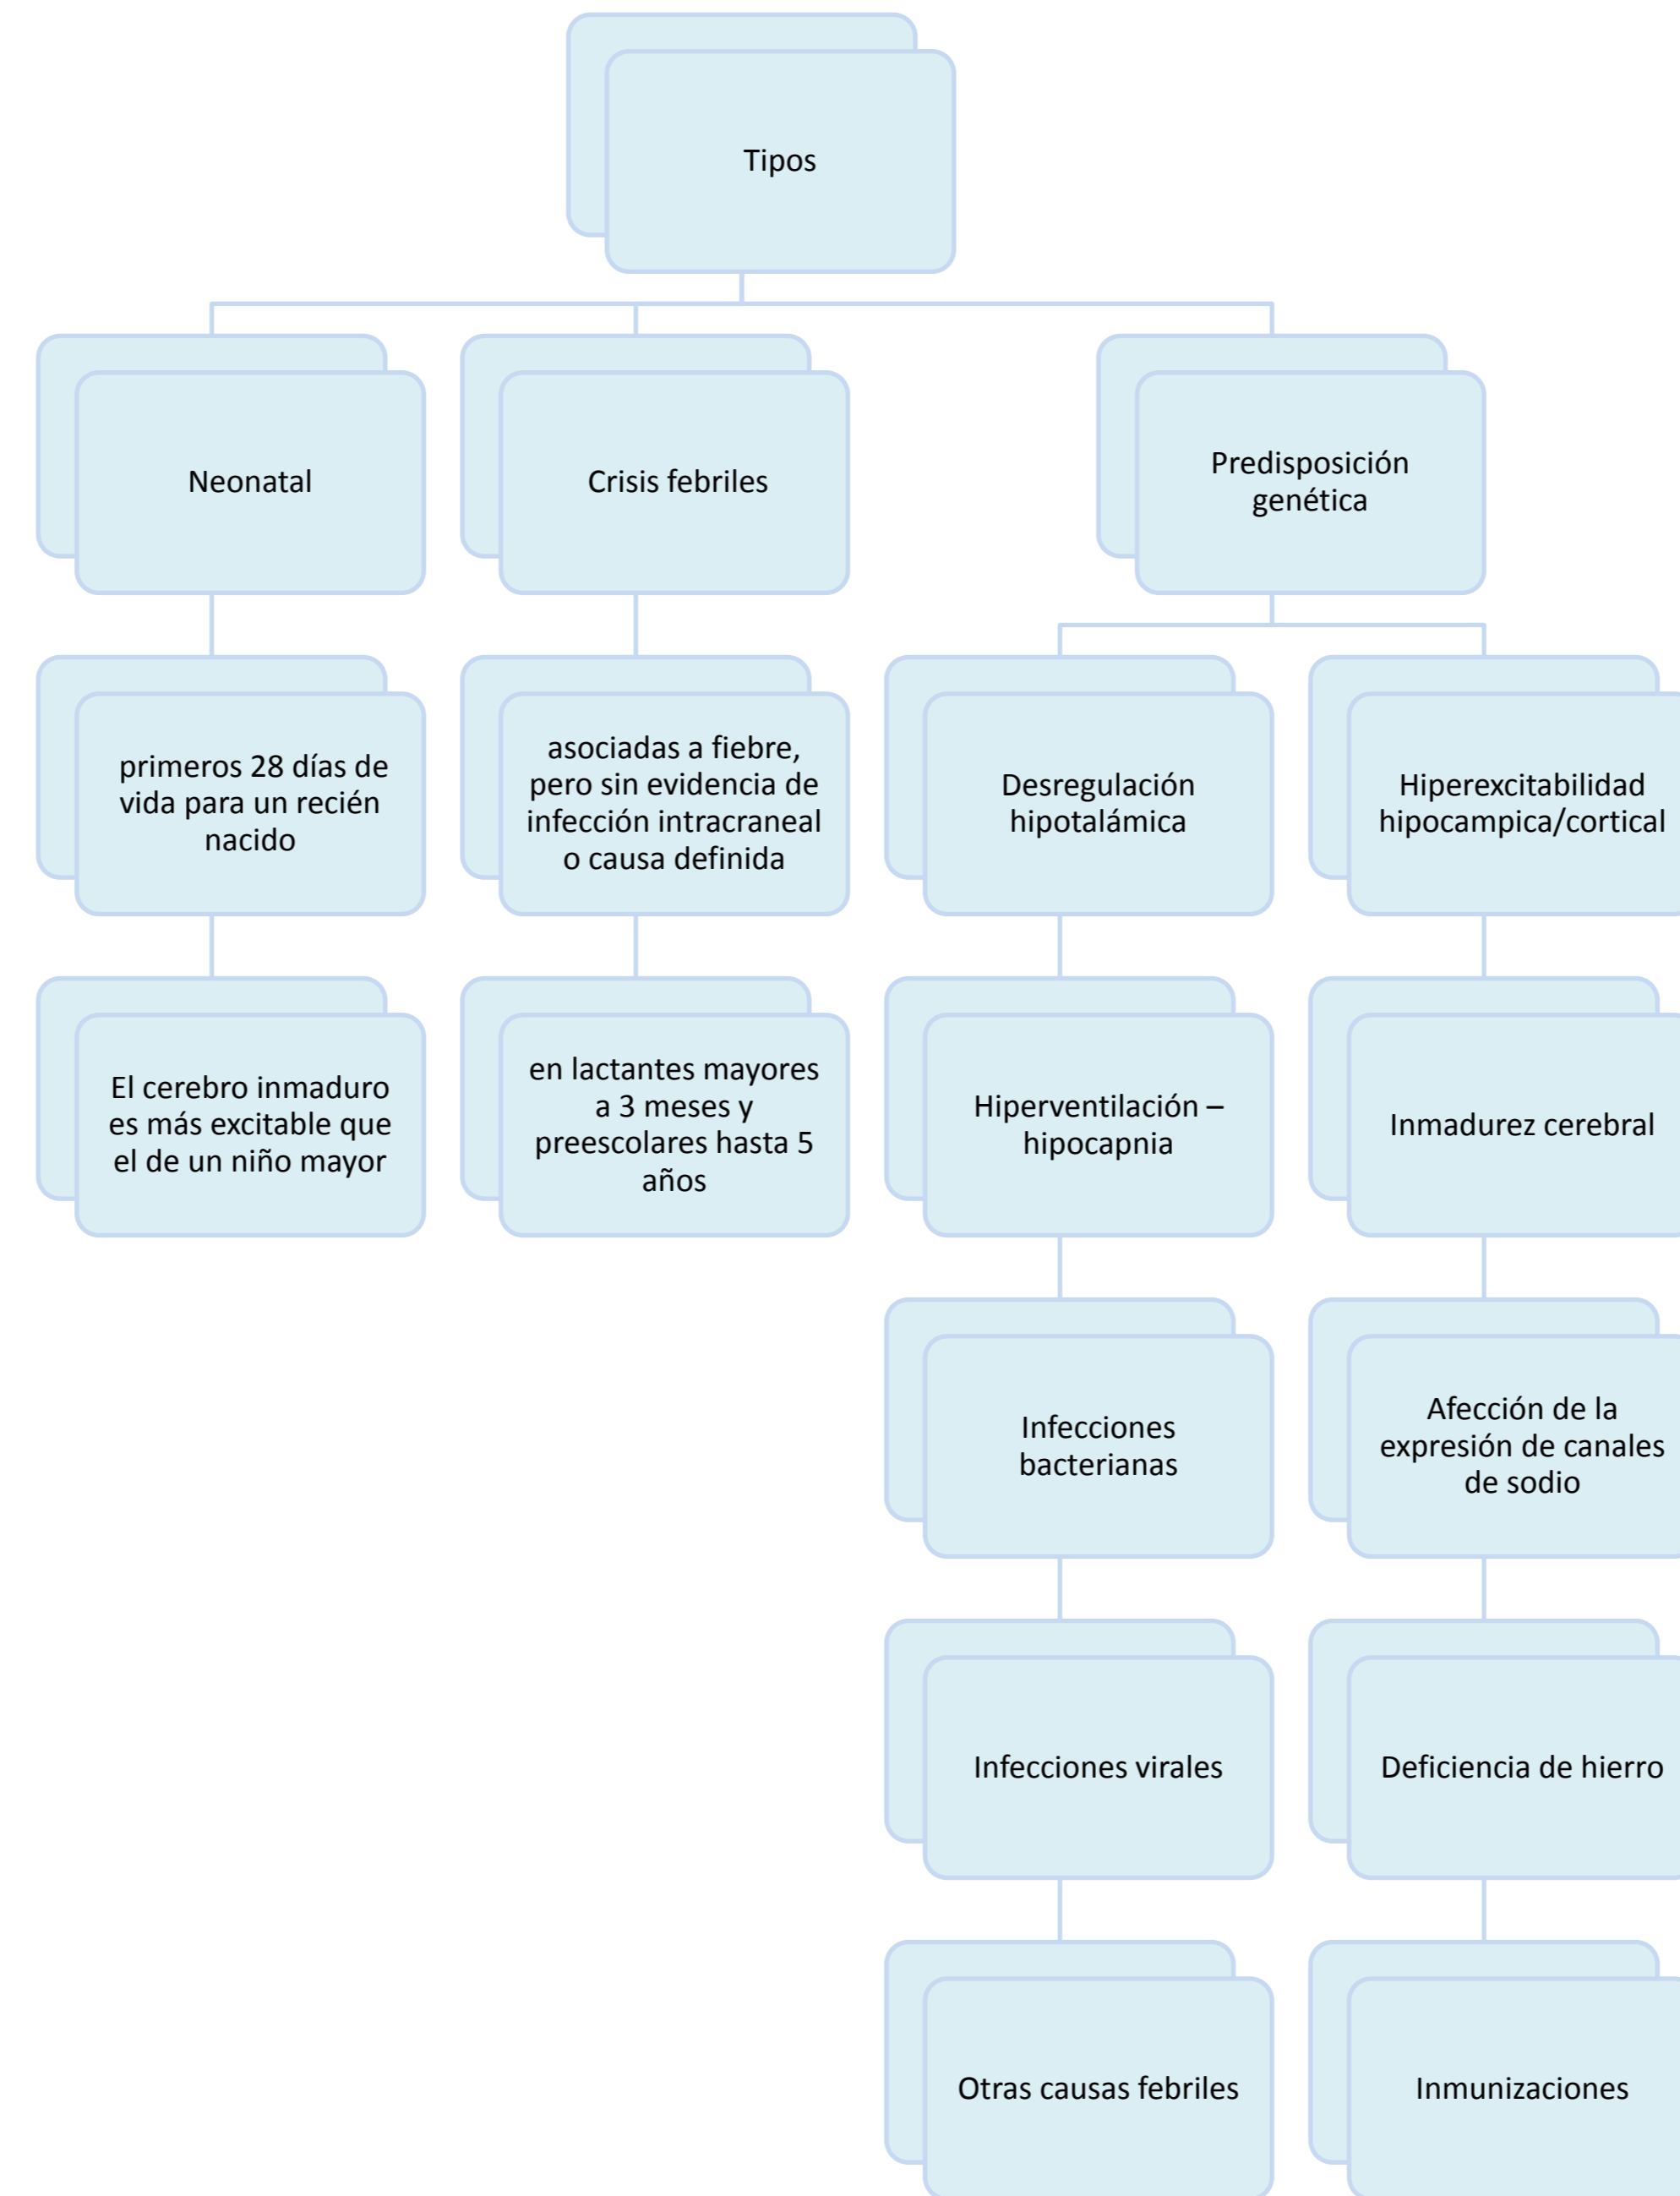 Tipos
Neonatal
Crisis febriles
Predisposición
genética
primeros 28 días de
vida para un recién
nacido
asociadas a fiebre,
pero sin evidencia de
infección intracraneal
o causa definida
Desregulación
hipotalámica
Hiperexcitabilidad
hipocampica/cortical
El cerebro inmaduro
es más excitable que
el de un niño mayor
en lactantes mayores
a 3 meses y
preescolares hasta 5
años
Hiperventilación –
hipocapnia
Inmadurez cerebral
Infecciones
bacterianas
Afección de la
expresión de canales
de sodio
Infecciones virales
Deficiencia de hierro
Otras causas febriles
Inmunizaciones